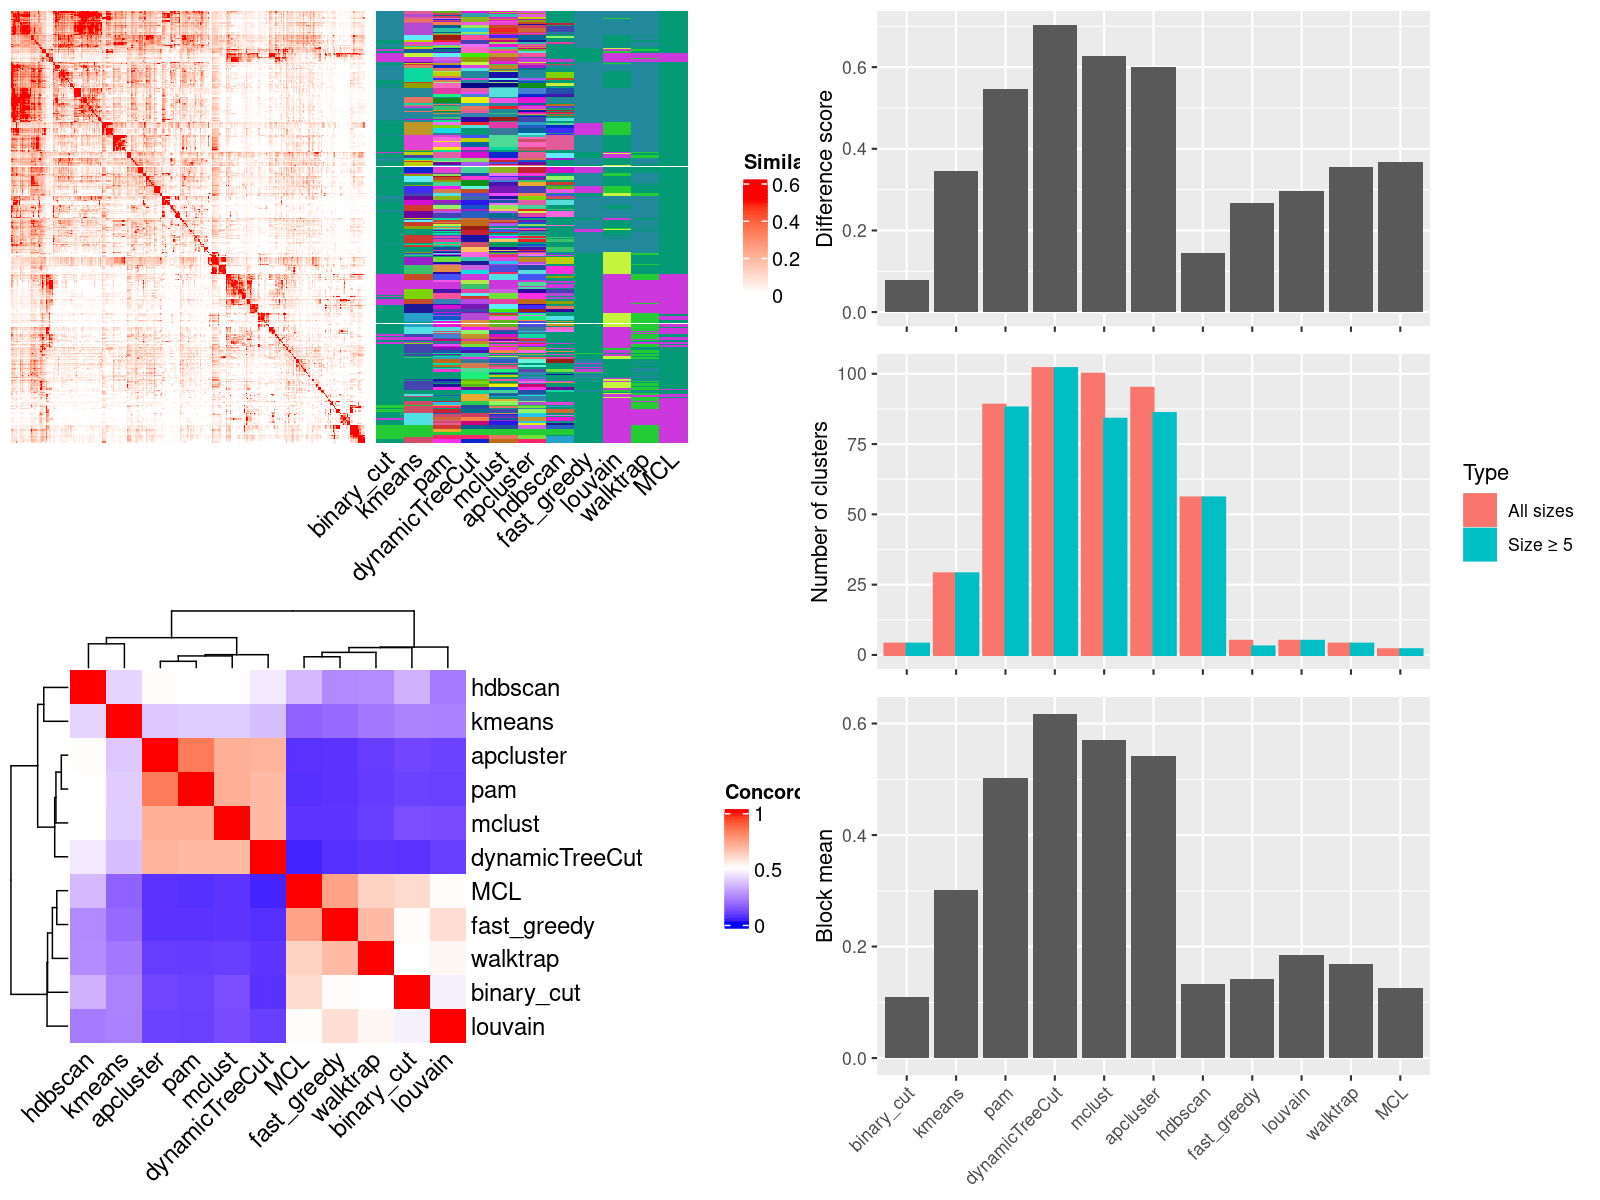 Simila
0.6
0.4
0.2
0
binary_cut
kmeans
pam
dynamicTreeCut
mclust
apcluster
hdbscan
fast_greedy
louvain
walktrap
MCL
hdbscan
kmeans
apcluster
pam
mclust
dynamicTreeCut
MCL
fast_greedy
walktrap
binary_cut
louvain
hdbscan
kmeans
apcluster
pam
mclust
dynamicTreeCut
MCL
fast_greedy
walktrap
binary_cut
louvain
Concord
1
0.5
0
Difference score
0.6
0.4
0.2
0.0
Number of clusters
100
75
50
25
0
Type
All sizes
Size ≥ 5
Block mean
0.6
0.4
0.2
0.0
binary_cut
kmeans
pam
dynamicTreeCut
mclust
apcluster
hdbscan
fast_greedy
louvain
walktrap
MCL